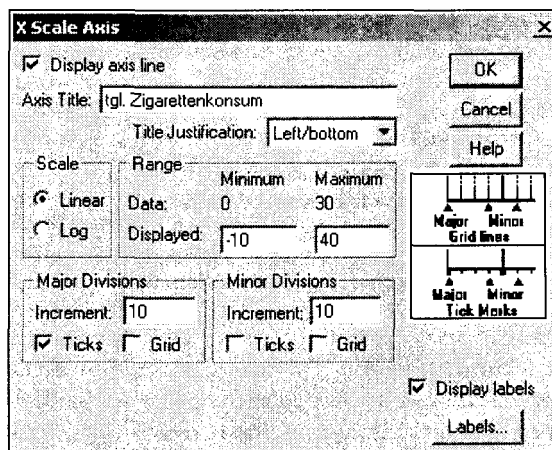 X Scale Axis
Display axis line
Axis Title: tgl. Zigarettenkonsum
Title Justification: Left/bottom
OK
Cancel
Help
Scale
Linear
Log
Range
Minimum Maximum
Data: 0 30
Displayed: -10 40
Major Minor
Grid lines
Major Minor
Tick Marks
Major Divisions
Increment: 10
Ticks Grid
Minor Divisions
Increment: 10
Ticks Grid
Display labels
Labels...